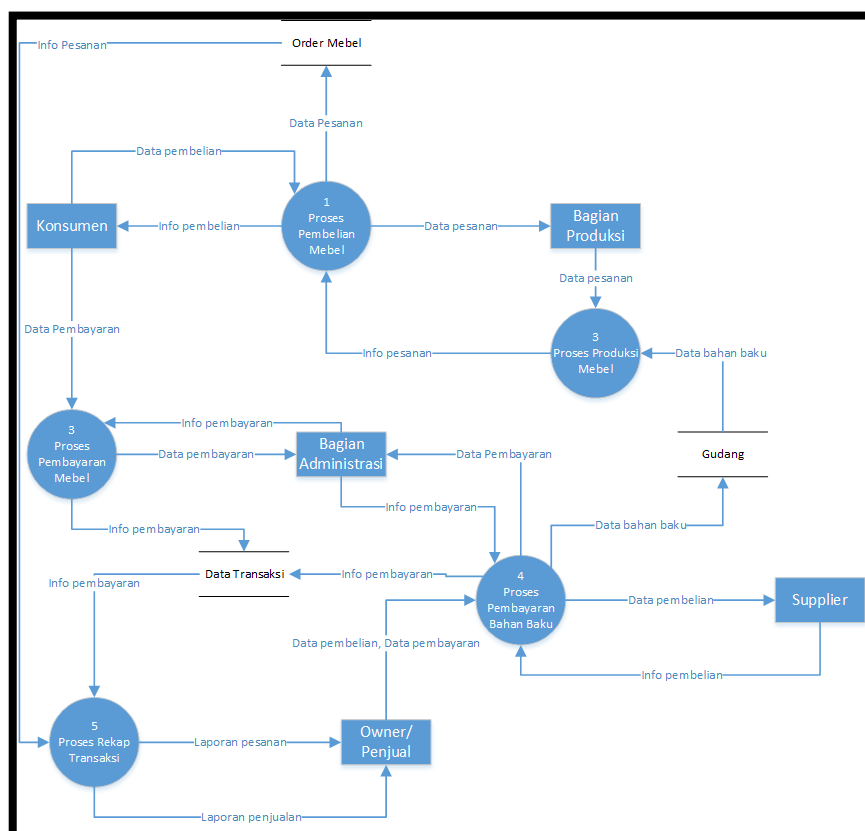 Order Mebel
Info Pesanan
Data Pesanan
Data pembelian
Konsumen
Info pembelian
1
Proses
Pembelian
Mebel
Data pesanan
Bagian
Produksi
Data pesanan
Data Pembayaran
Info pesanan
3
Proses Produksi
Mebel
Data bahan baku
3
Proses
Pembayaran
Mebel
Info pembayaran
Data pembayaran
Bagian
Administrasi
Data Pembayaran
Gudang
Info pembayaran
Info pembayaran
Data bahan baku
Data Transaksi
Info pembayaran
Info pembayaran
4
Proses
Pembayaran
Bahan Baku
Data pembelian
Supplier
Data pembelian, Data pembayaran
Info pembelian
5
Proses Rekap
Transaksi
Laporan pesanan
Owner/
Penjual
Laporan penjualan